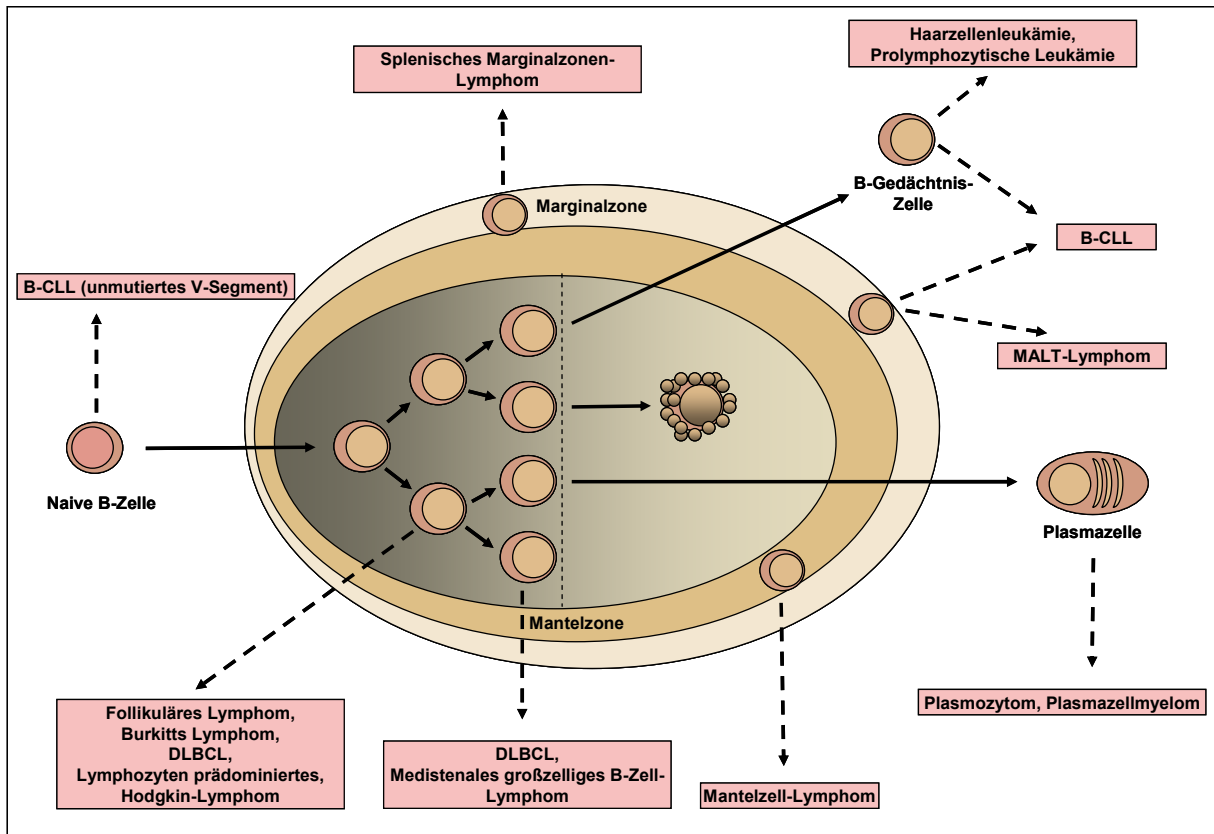 Haarzellenleukämie,
Prolymphozytische Leukämie
Splenisches Marginalzonen-
Lymphom
B-Gedächtnis-
Zelle
Marginalzone
B-CLL
B-CLL (unmutiertes V-Segment)
MALT-Lymphom
Naive B-Zelle
Plasmazelle
Mantelzone
Plasmozytom, Plasmazellmyelom
Follikuläres Lymphom,
Burkitts Lymphom,
DLBCL,
Lymphozyten prädominiertes,
Hodgkin-Lymphom
DLBCL,
Medistenales großzelliges B-Zell-
Lymphom
Mantelzell-Lymphom